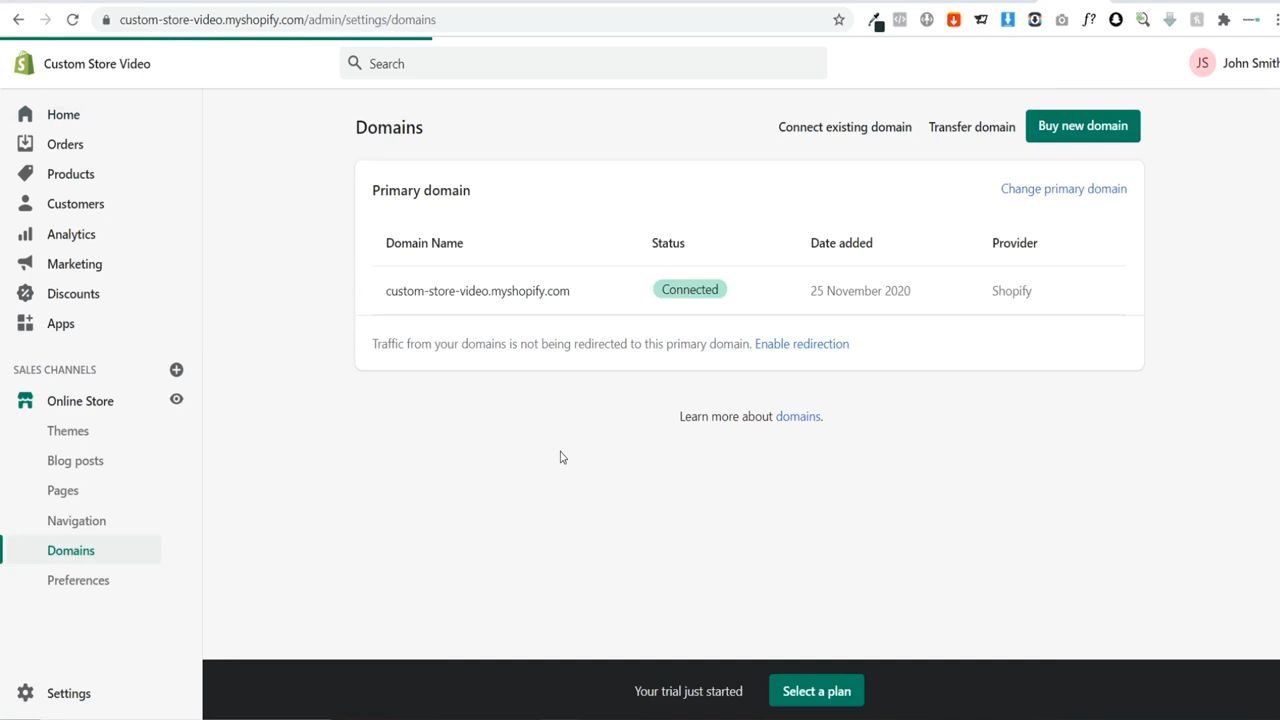 custom-store-video.myshopify.com/admin/settings/domains
f?
Custom Store Video
Search
JS John Smith
Home
Orders
Products
Customers
Analytics
Marketing
Discounts
Apps
SALES CHANNELS
Online Store
Themes
Blog posts
Pages
Navigation
Domains
Preferences
Settings
Domains
Connect existing domain Transfer domain Buy new domain
Primary domain Change primary domain
Domain Name Status Date added Provider
custom-store-video.myshopify.com Connected 25 November 2020 Shopify
Traffic from your domains is not being redirected to this primary domain. Enable redirection
Learn more about domains.
Your trial just started Select a plan